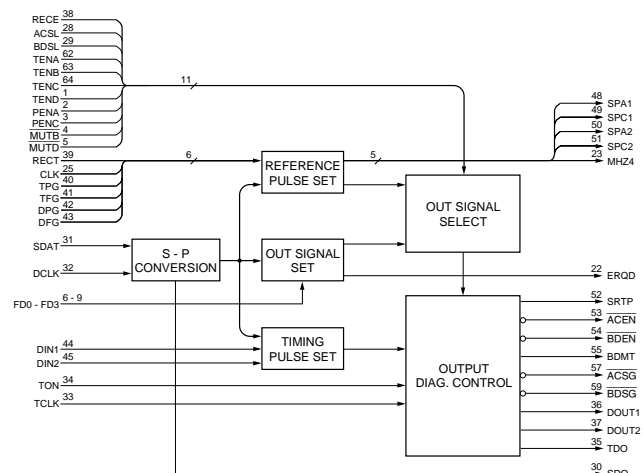 RECE 38
ACSL 28
BDSL 29
TENA 62
TENB 63
TENC 64
TEND 1
PENA 2
PENC 3
MUTB 4
MUTD 5
RECT 39
CLK 25
TPG 40
TFG 41
DPG 42
DFG 43
SDAT 31
DCLK 32
FD0 - FD3 6 - 9
DIN1 44
DIN2 45
TON 34
TCLK 33
11
6
5
REFERENCE
PULSE SET
OUT SIGNAL
SELECT
S - P
CONVERSION
OUT SIGNAL
SET
TIMING
PULSE SET
OUTPUT
DIAG. CONTROL
48 SPA1
49 SPC1
50 SPA2
51 SPC2
23 MHZ4
22 ERQD
52 SRTP
53 ACEN
54 BDEN
55 BDMT
57 ACSG
59 BDSG
36 DOUT1
37 DOUT2
35 TDO
30 SDO